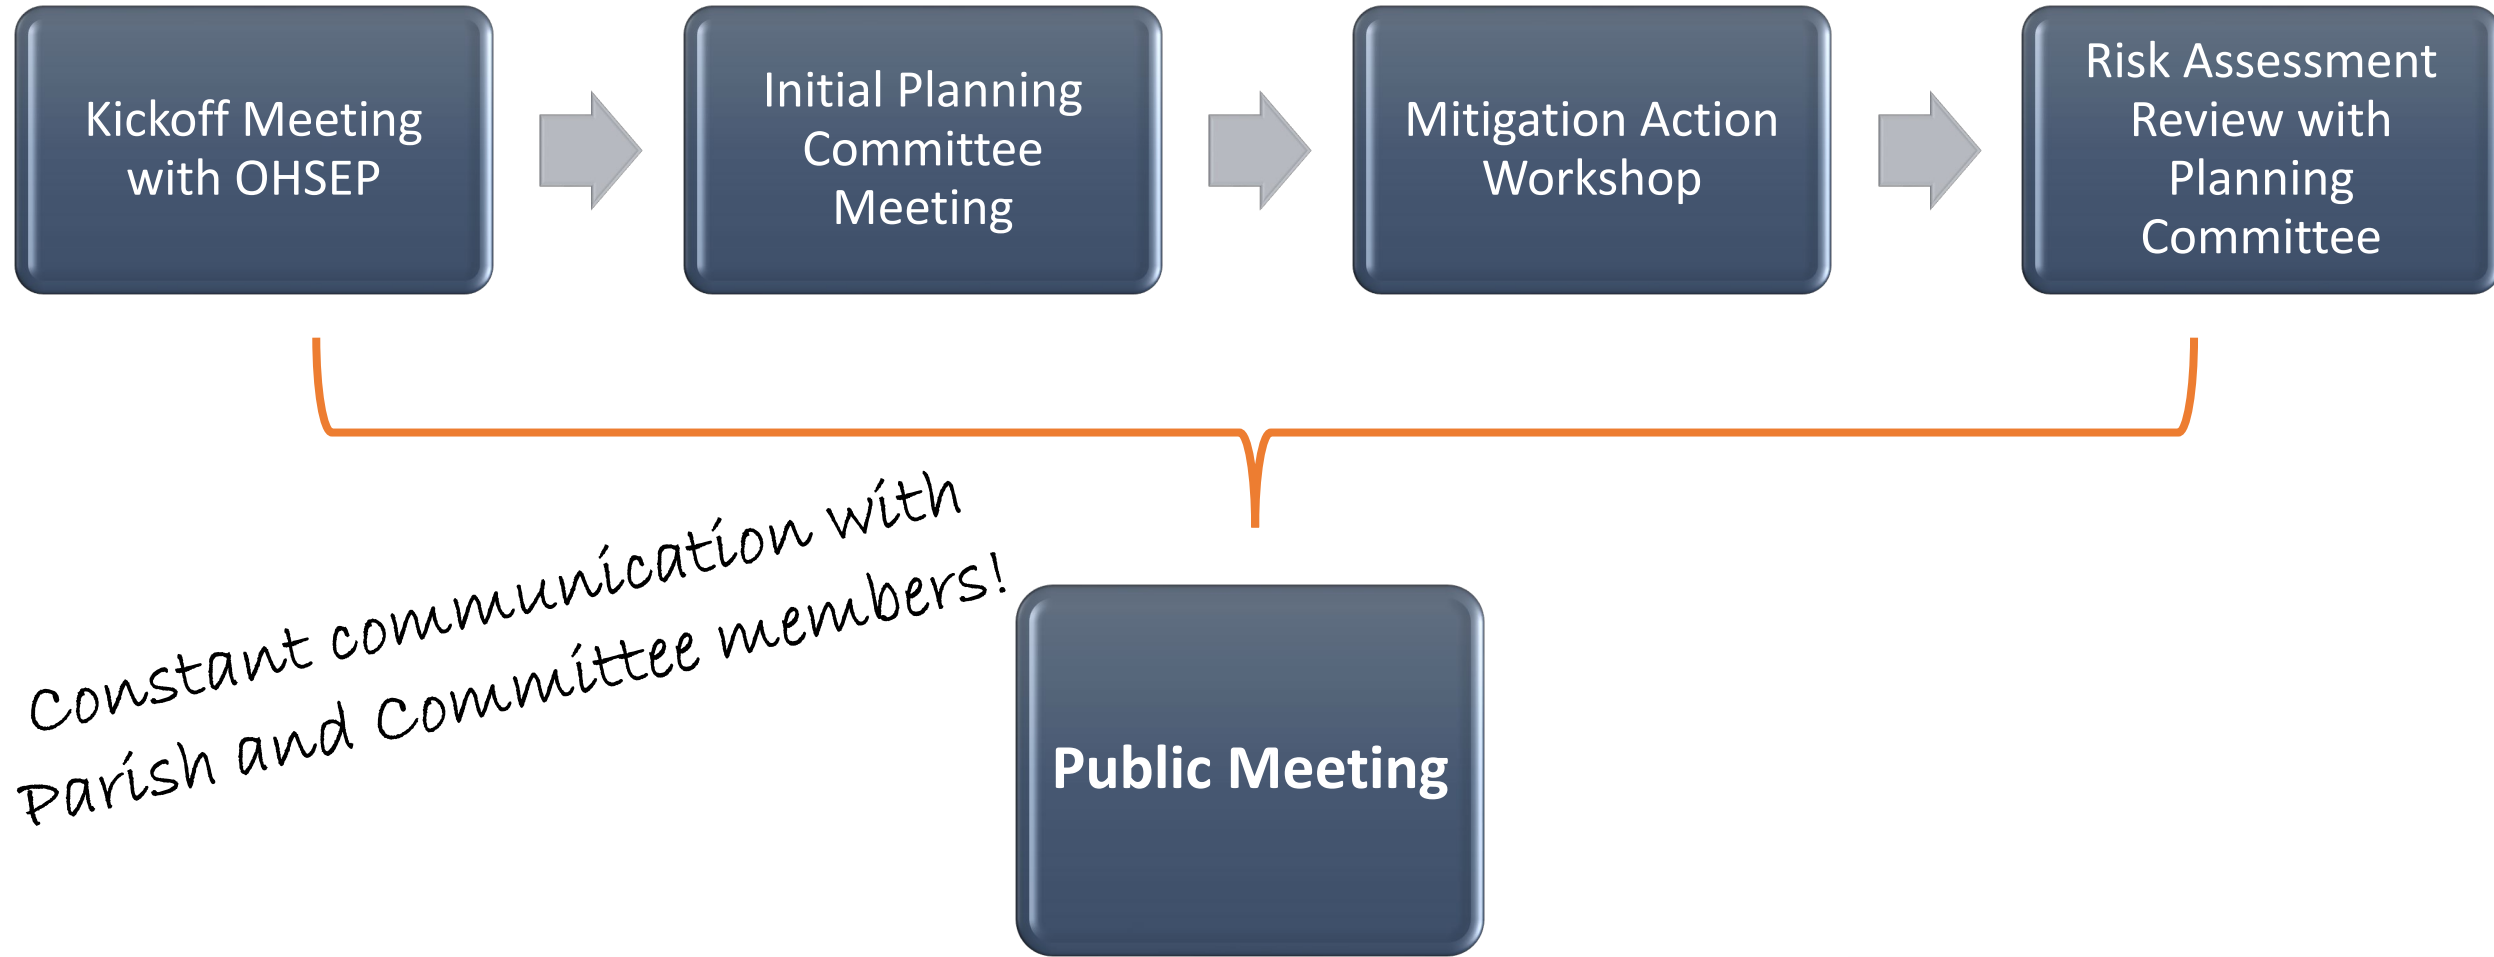 Kickoff Meeting
with OHSEP
Initial Planning
Committee
Meeting
Mitigation Action
Workshop
Risk Assessment
Review with
Planning
Committee
Constant communication with
Parish and Committee members!
Public Meeting